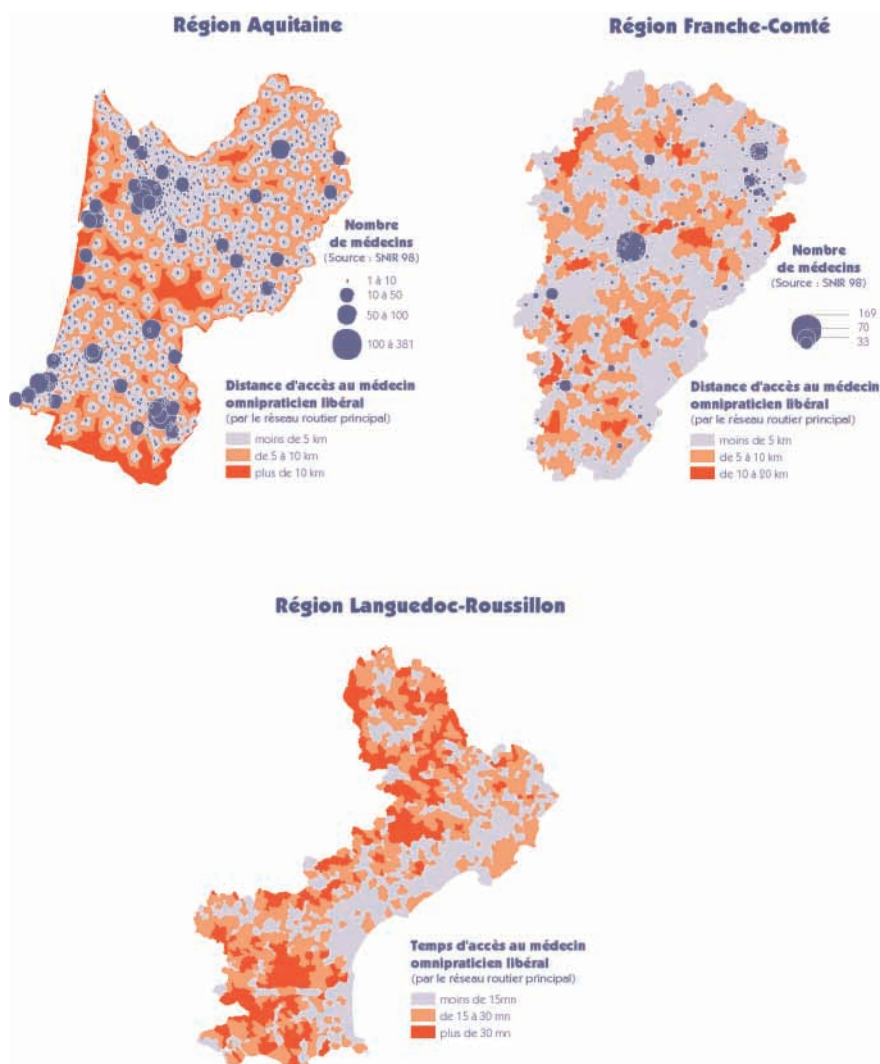 Région Aquitaine
Nombre
de médecins
(Source : SNIR 98)
1 à 10
10 à 50
50 à 100
100 à 381
Distance d'accès au médecin
omnipraticien libéral
(par le réseau routier principal)
moins de 5 km
de 5 à 10 km
plus de 10 km
Région Franche-Comté
Nombre
de médecins
(Source : SNIR 98)
169
70
33
Distance d'accès au médecin
omnipraticien libéral
(par le réseau routier principal)
moins de 5 km
de 5 à 10 km
de 10 à 20 km
Région Languedoc-Roussillon
Temps d'accès au médecin
omnipraticien libéral
(par le réseau routier principal)
moins de 15mn
de 15 à 30 mn
plus de 30 mn